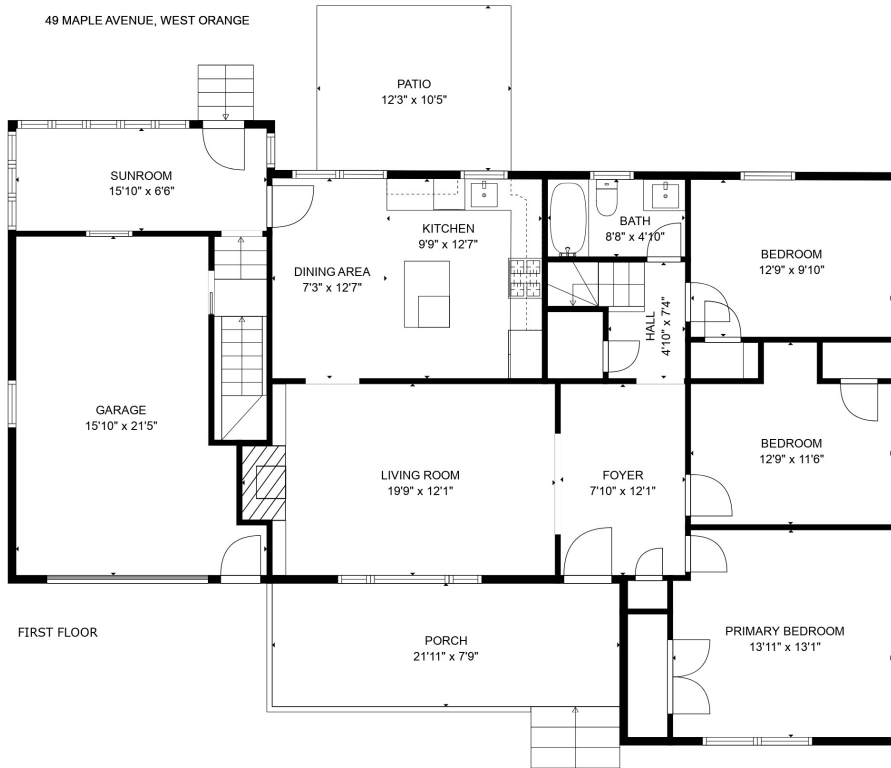 49 MAPLE AVENUE, WEST ORANGE
PATIO
12'3" x 10'5"
SUNROOM
15'10" x 6'6"
KITCHEN
9'9" x 12'7"
DINING AREA
7'3" x 12'7"
BATH
8'8" x 4'10"
BEDROOM
12'9" x 9'10"
HALL
4'10" x 7'4"
GARAGE
15'10" x 21'5"
LIVING ROOM
19'9" x 12'1"
FOYER
7'10" x 12'1"
BEDROOM
12'9" x 11'6"
FIRST FLOOR
PORCH
21'11" x 7'9"
PRIMARY BEDROOM
13'11" x 13'1"